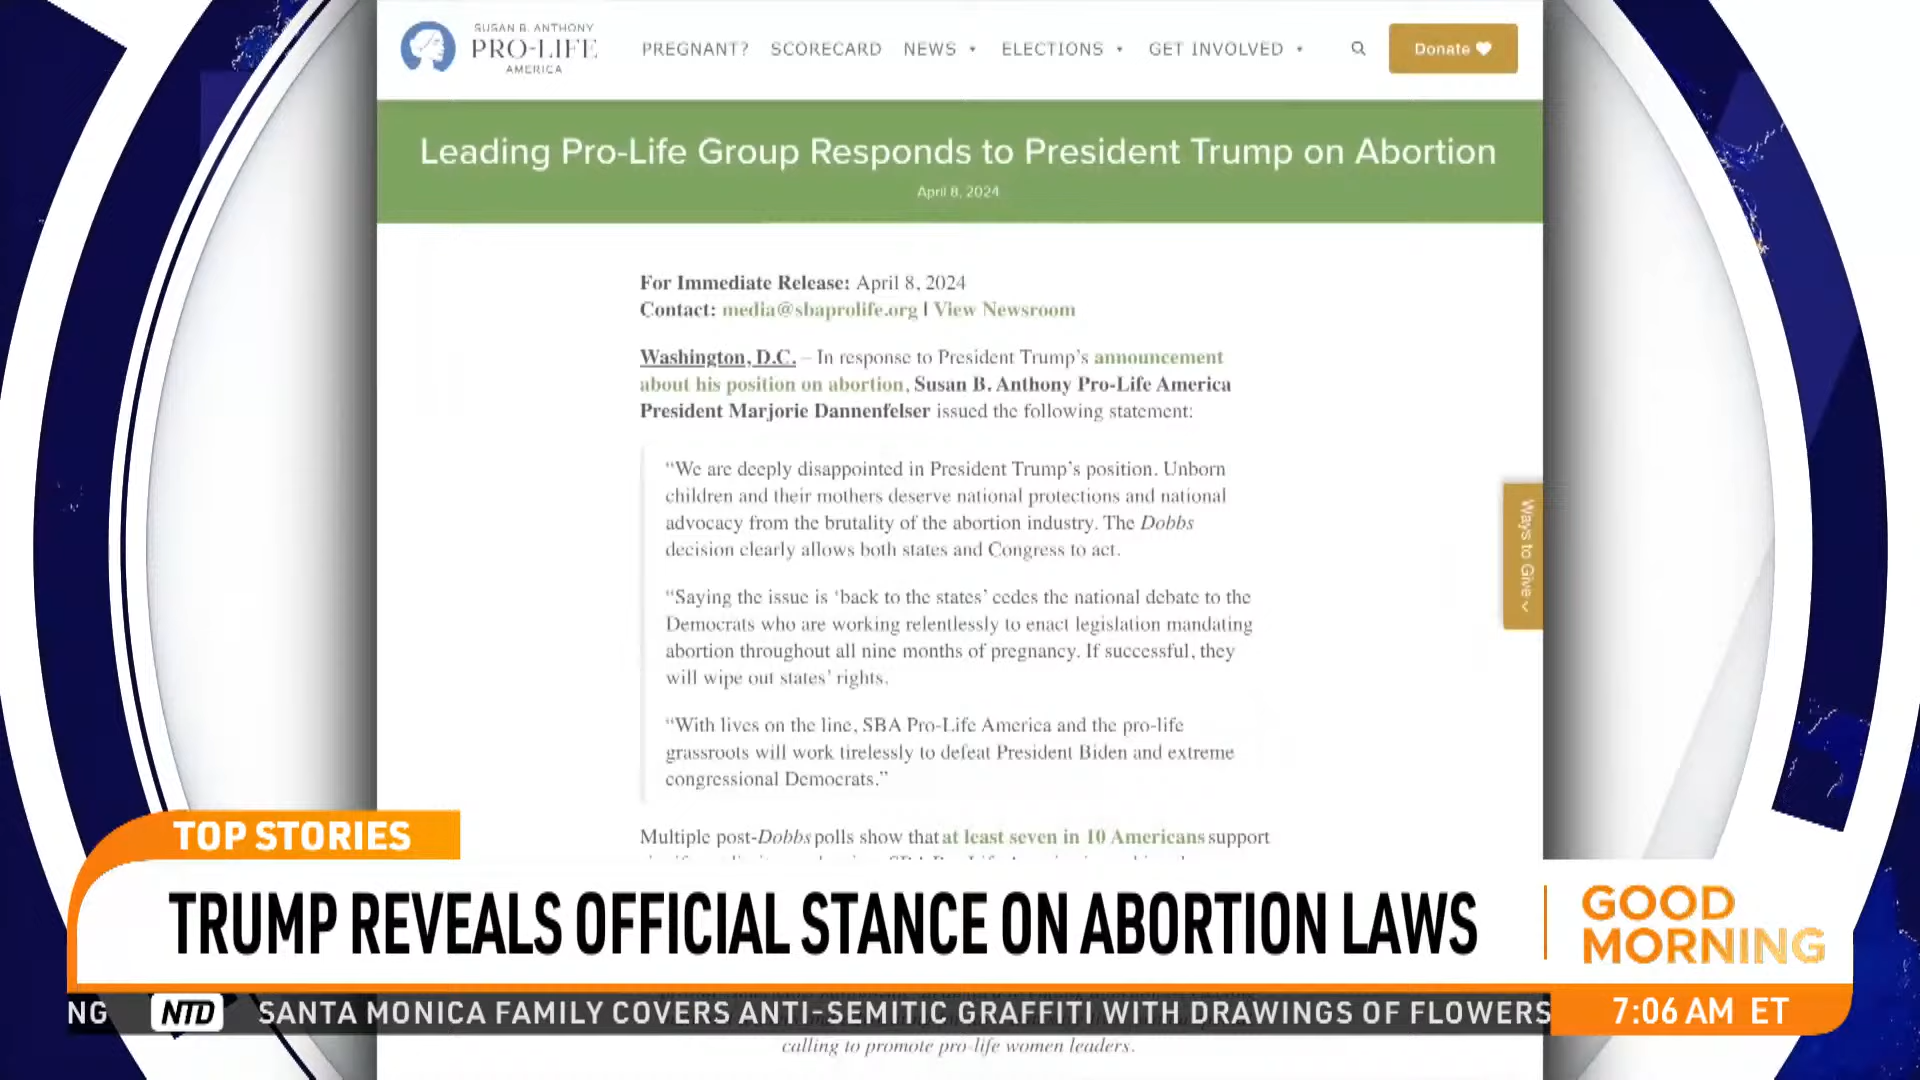 SUSAN B. ANTHONY
PRO-LIFE
AMERICA
PREGNANT? SCORECARD NEWS ELECTIONS GET INVOLVED Donate
Leading Pro-Life Group Responds to President Trump on Abortion
April 8, 2024
For Immediate Release: April 8, 2024
Contact: media@sbaprolife.org | View Newsroom
Washington, D.C. – In response to President Trump’s announcement
about his position on abortion, Susan B. Anthony Pro-Life America
President Marjorie Dannenfelser issued the following statement:
“We are deeply disappointed in President Trump’s position. Unborn
children and their mothers deserve national protections and national
advocacy from the brutality of the abortion industry. The Dobbs
decision clearly allows both states and Congress to act.
“Saying the issue is ‘back to the states’ cedes the national debate to the
Democrats who are working relentlessly to enact legislation mandating
abortion throughout all nine months of pregnancy. If successful, they
will wipe out states’ rights.
“With lives on the line, SBA Pro-Life America and the pro-life
grassroots will work tirelessly to defeat President Biden and extreme
congressional Democrats.”
Multiple post-Dobbs polls show that at least seven in 10 Americans support
Ways to Give
TOP STORIES
TRUMP REVEALS OFFICIAL STANCE ON ABORTION LAWS
GOOD
MORNING
NG NTD SANTA MONICA FAMILY COVERS ANTI-SEMITIC GRAFFIT WITH DRAWINGS OF FLOWERS
7:06 AM ET
calling to promote pro-life women leaders.